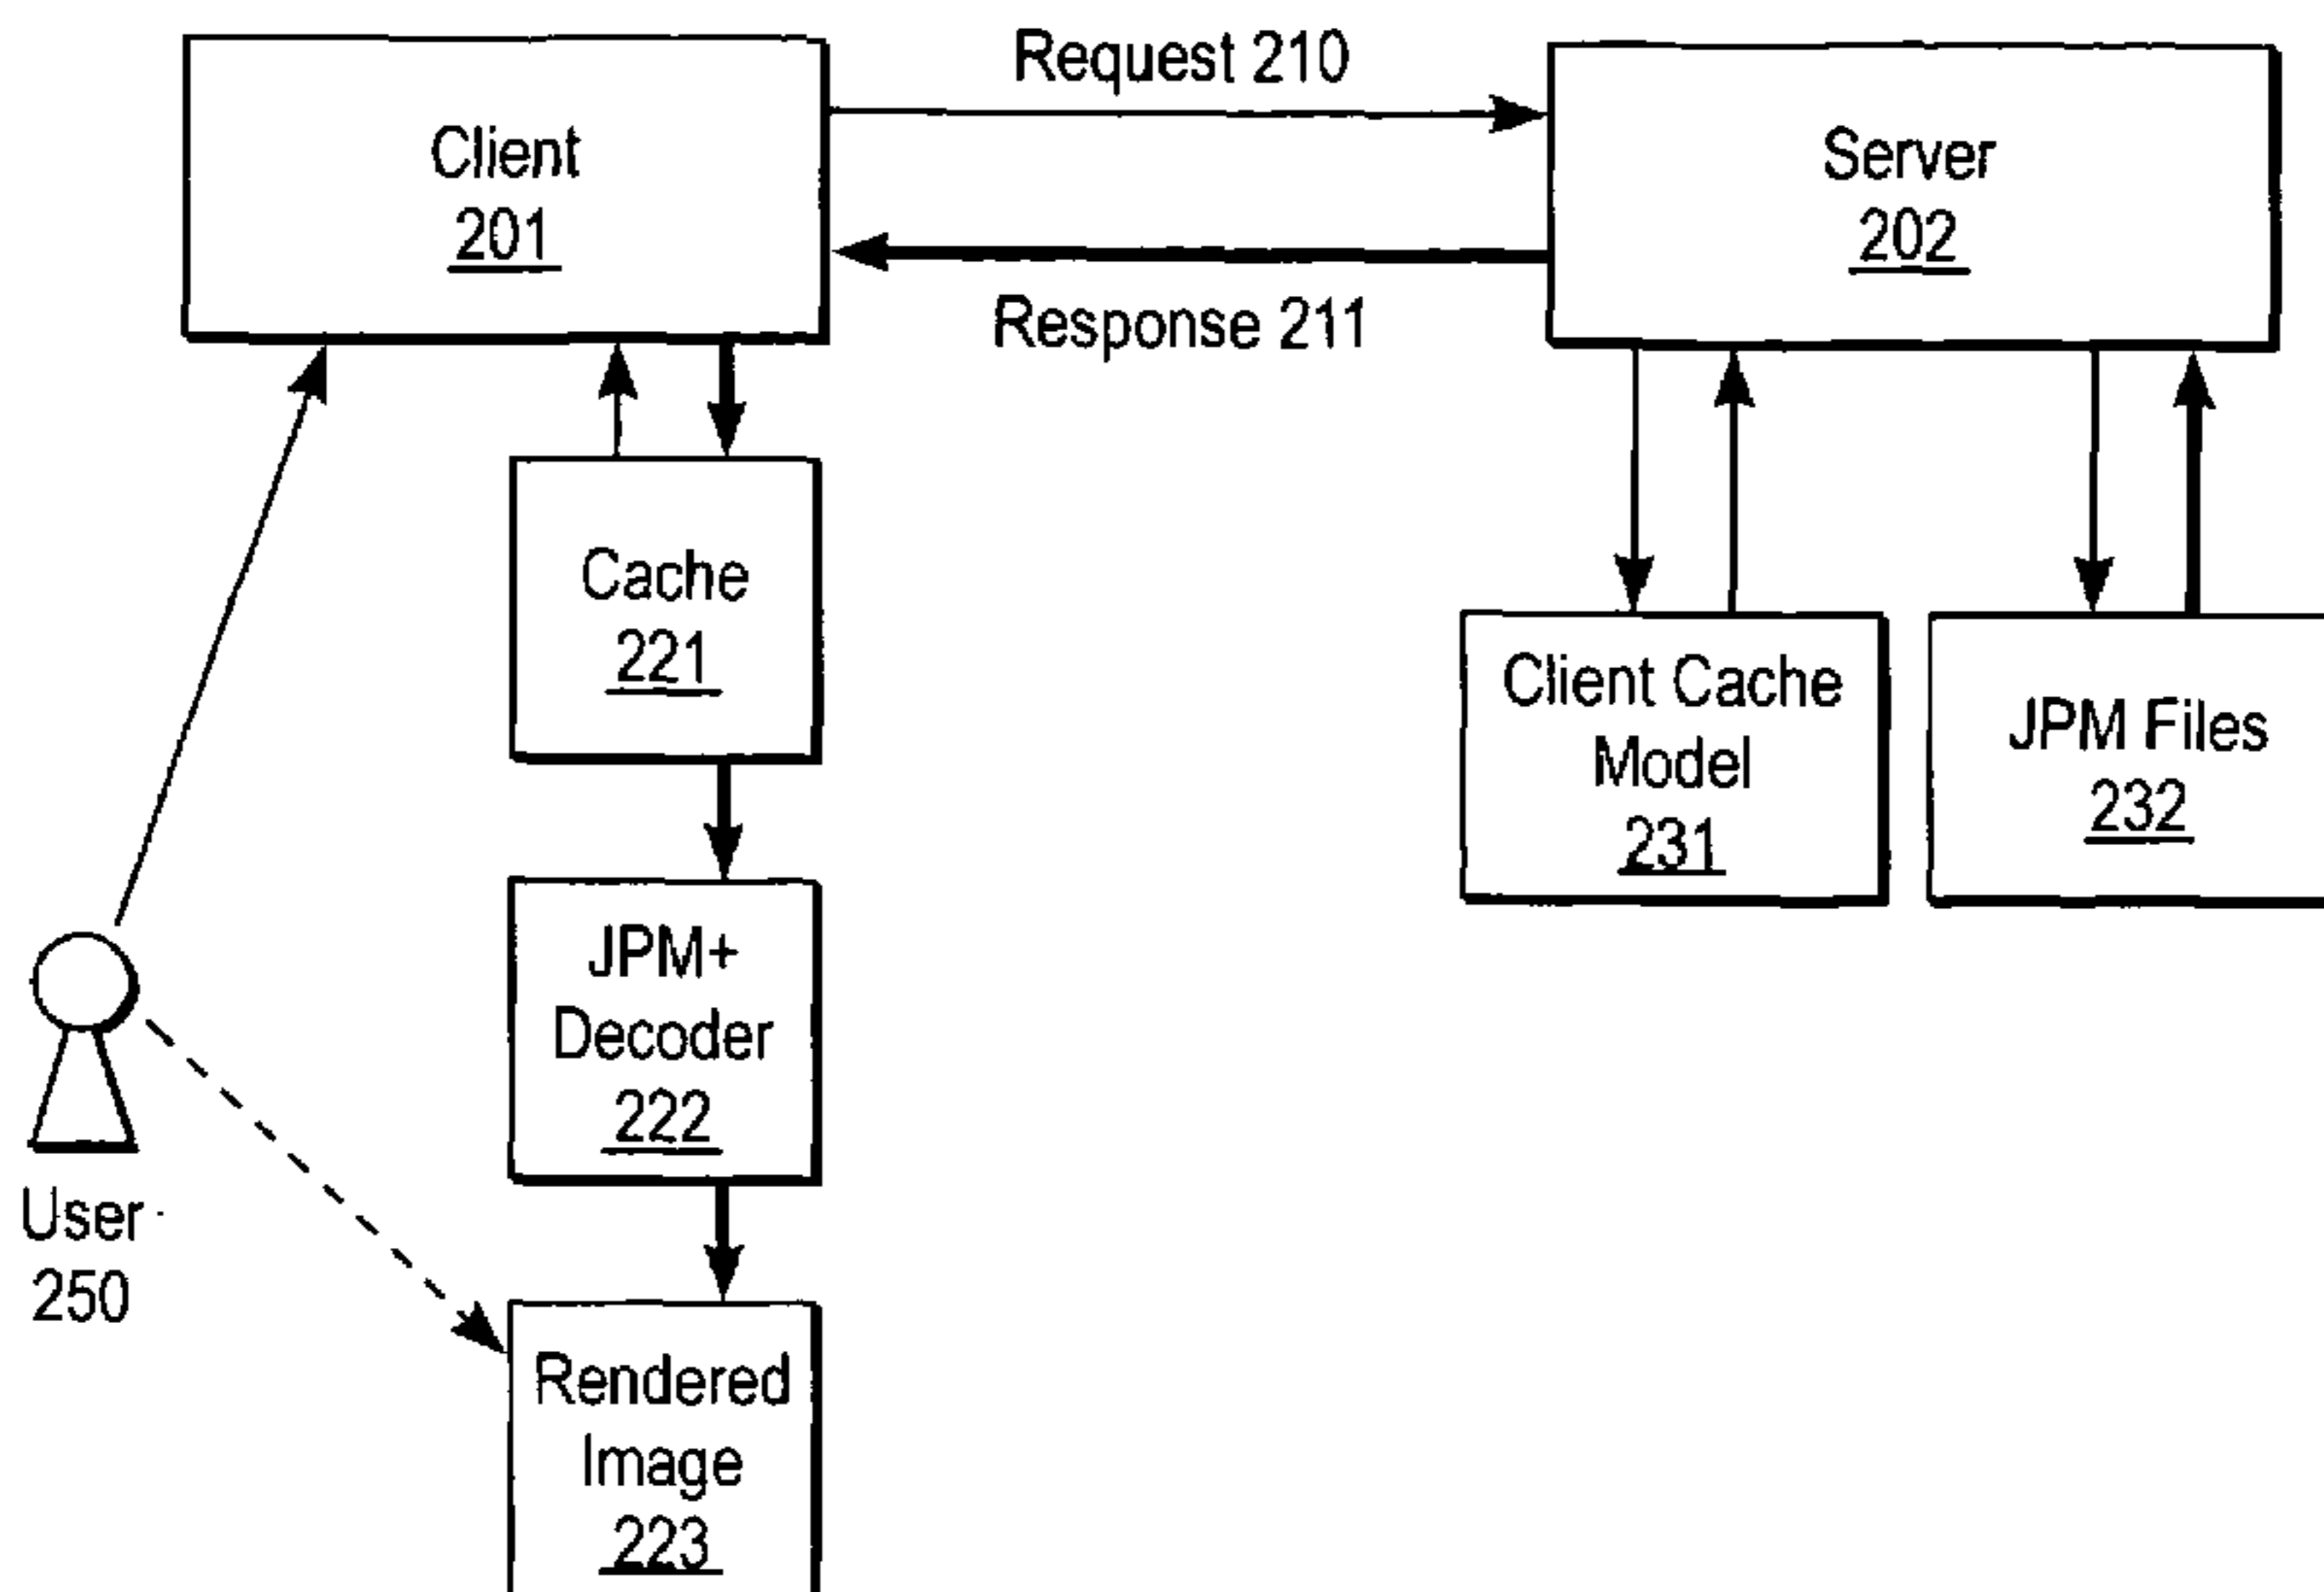 Request 210
Client
201
Server
202
Response 211
Cache
221
Client Cache
Model
231
JPM Files
232
JPM+
Decoder
222
User
250
Rendered
Image
223